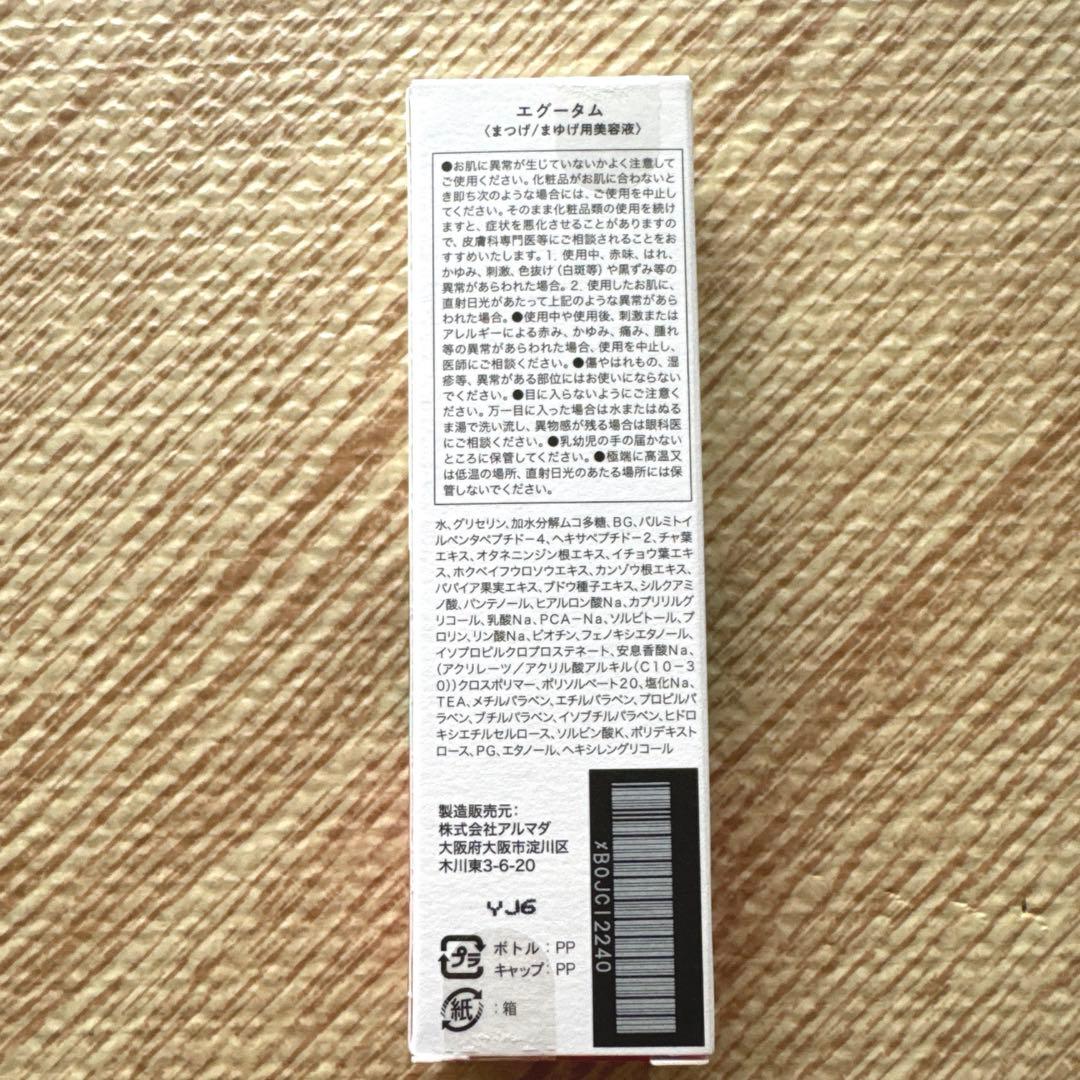 エグータム
〈まつげ/まゆげ用美容液〉
●お肌に異常が生じていないかよく注意して
ご使用ください。化粧品がお肌に合わないと
き即ち次のような場合には、ご使用を中止し
てください。そのまま化粧品類の使用を続け
ますと、症状を悪化させることがありますの
で、皮膚科専門医等にご相談されることをお
すすめいたします。1. 使用中、赤味、はれ、
かゆみ、刺激、色抜け(白斑等)や黒ずみ等の
異常があらわれた場合。2. 使用したお肌に、
直射日光があたって上記のような異常があら
われた場合。●使用中や使用後、刺激または
アレルギーによる赤み、かゆみ、痛み、腫れ
等の異常があらわれた場合、使用を中止し、
医師にご相談ください。●傷やはれもの、湿
疹等、異常がある部位にはお使いにならない
でください。●目に入らないようにご注意く
ださい。万一目に入った場合は水またはぬる
ま湯で洗い流し、異物感が残る場合は眼科医
にご相談ください。●乳幼児の手の届かない
ところに保管してください。●極端に高温又
は低温の場所、直射日光のあたる場所には保
管しないでください。
水、グリセリン、加水分解ムコ多糖、BG、パルミトイ
ルペンタペプチド-4、ヘキサペプチド-2、チャ葉
エキス、オタネニンジン根エキス、イチョウ葉エキ
ス、ホクベイフウロソウエキス、カンゾウ根エキス、
パパイア果実エキス、ブドウ種子エキス、シルクアミ
ノ酸、パンテノール、ヒアルロン酸Na、カプリリルグ
リコール、乳酸Na、PCA-Na、ソルビトール、プ
ロリン、リン酸Na、ビオチン、フェノキシエタノール、
イソプロピルクロプロステネート、安息香酸Na、
(アクリレーツ/アクリル酸アルキル(C10-3
0))クロスポリマー、ポリソルベート20、塩化Na、
TEA、メチルパラベン、エチルパラベン、プロピルパ
ラベン、ブチルパラベン、イソブチルパラベン、ヒドロ
キシエチルセルロース、ソルビン酸K、ポリデキスト
ロース、PG、エタノール、ヘキシレングリコール
製造販売元:
株式会社アルマダ
大阪府大阪市淀川区
木川東3-6-20
YJ6
プラ
ボトル:PP
キャップ:PP
紙
:箱
xB0JC12240